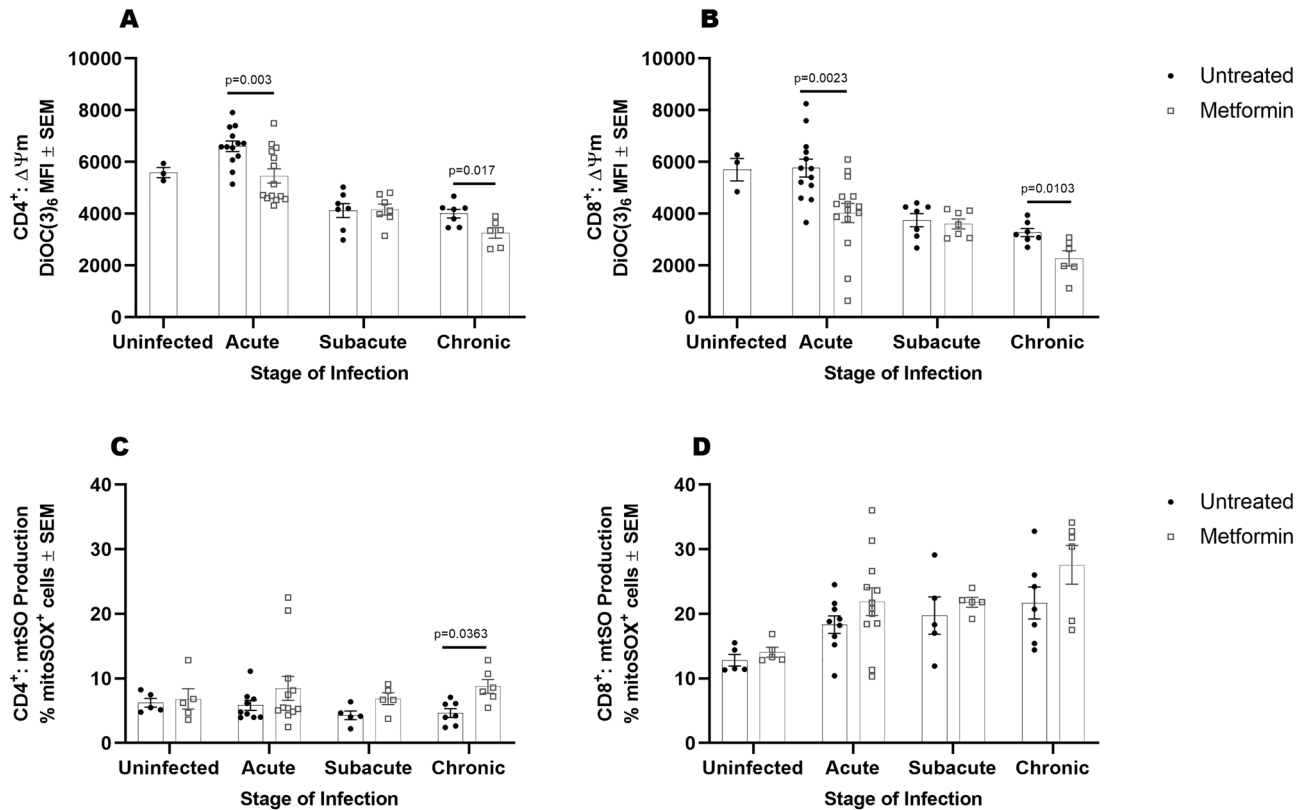 A
CD4⁺: ΔΨm
DiOC(3)₆ MFI ± SEM
10000
8000
6000
4000
2000
0
p=0.003
p=0.017
Uninfected Acute Subacute Chronic
Stage of Infection
B
CD8⁺: ΔΨm
DiOC(3)₆ MFI ± SEM
10000
8000
6000
4000
2000
0
p=0.0023
p=0.0103
Uninfected Acute Subacute Chronic
Stage of Infection
Untreated
Metformin
C
CD4⁺: mtSO Production
% mitoSOX⁺ cells ± SEM
40
30
20
10
0
p=0.0363
Uninfected Acute Subacute Chronic
Stage of Infection
D
CD8⁺: mtSO Production
% mitoSOX⁺ cells ± SEM
40
30
20
10
0
Uninfected Acute Subacute Chronic
Stage of Infection
Untreated
Metformin